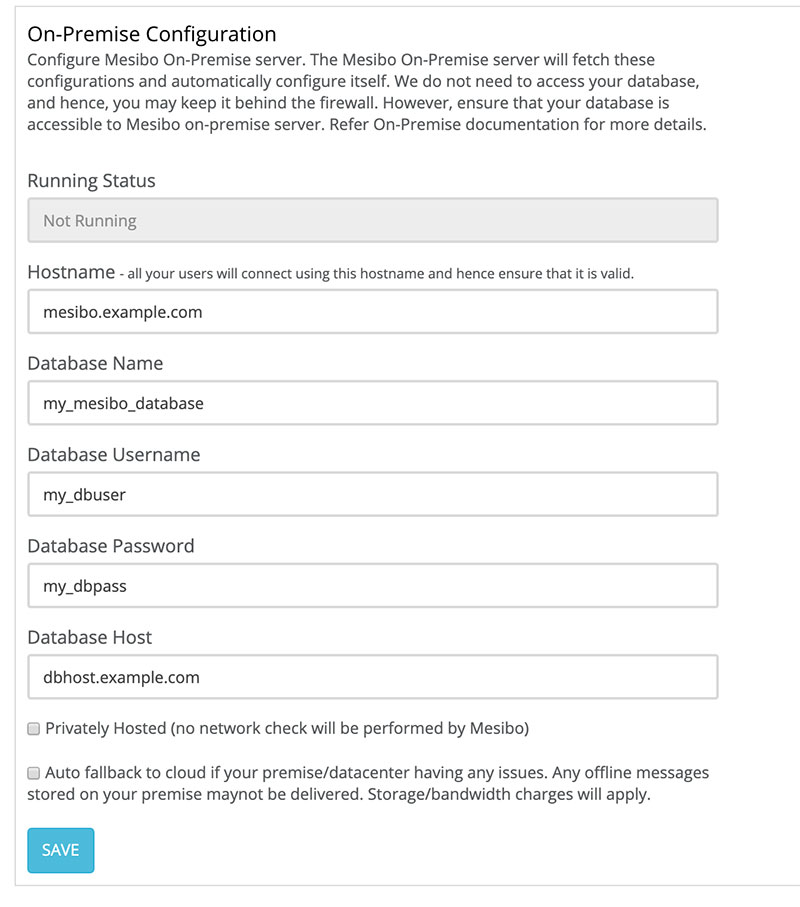 On-Premise Configuration
Configure Mesibo On-Premise server. The Mesibo On-Premise server will fetch these
configurations and automatically configure itself. We do not need to access your database,
and hence, you may keep it behind the firewall. However, ensure that your database is
accessible to Mesibo on-premise server. Refer On-Premise documentation for more details.
Running Status
Not Running
Hostname - all your users will connect using this hostname and hence ensure that it is valid.
mesibo.example.com
Database Name
my_mesibo_database
Database Username
my_dbuser
Database Password
my_dbpass
Database Host
dbhost.example.com
Privately Hosted (no network check will be performed by Mesibo)
Auto fallback to cloud if your premise/datacenter having any issues. Any offline messages
stored on your premise maynot be delivered. Storage/bandwidth charges will apply.
SAVE